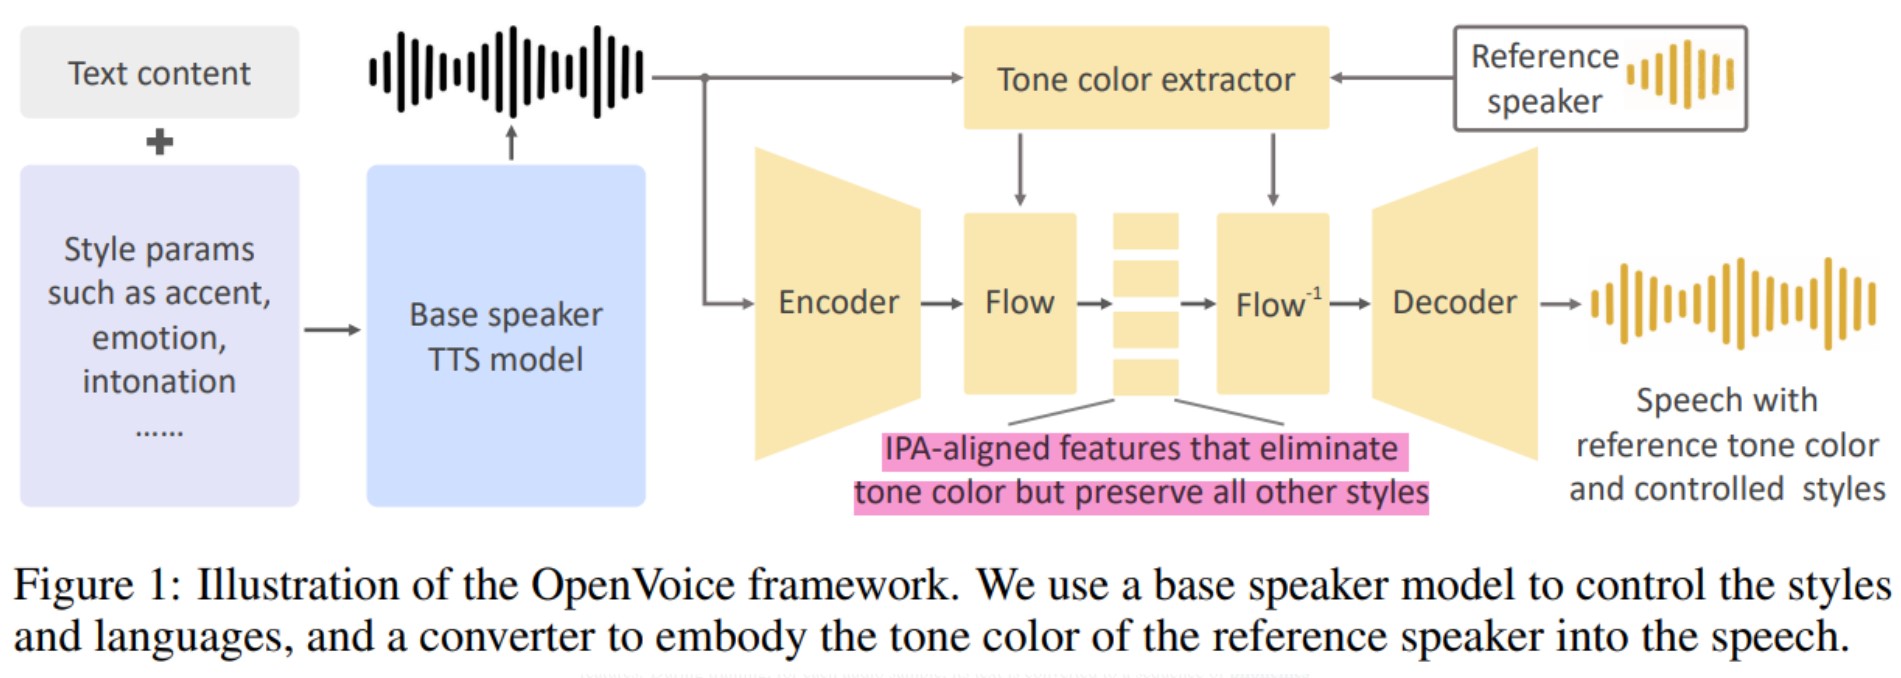 Text content
Style params
such as accent,
emotion,
intonation
......
Base speaker
TTS model
Tone color extractor
Reference
speaker
Encoder
Flow
Flow-1
Decoder
IPA-aligned features that eliminate
tone color but preserve all other styles
Speech with
reference tone color
and controlled styles
Figure 1: Illustration of the OpenVoice framework. We use a base speaker model to control the styles
and languages, and a converter to embody the tone color of the reference speaker into the speech.